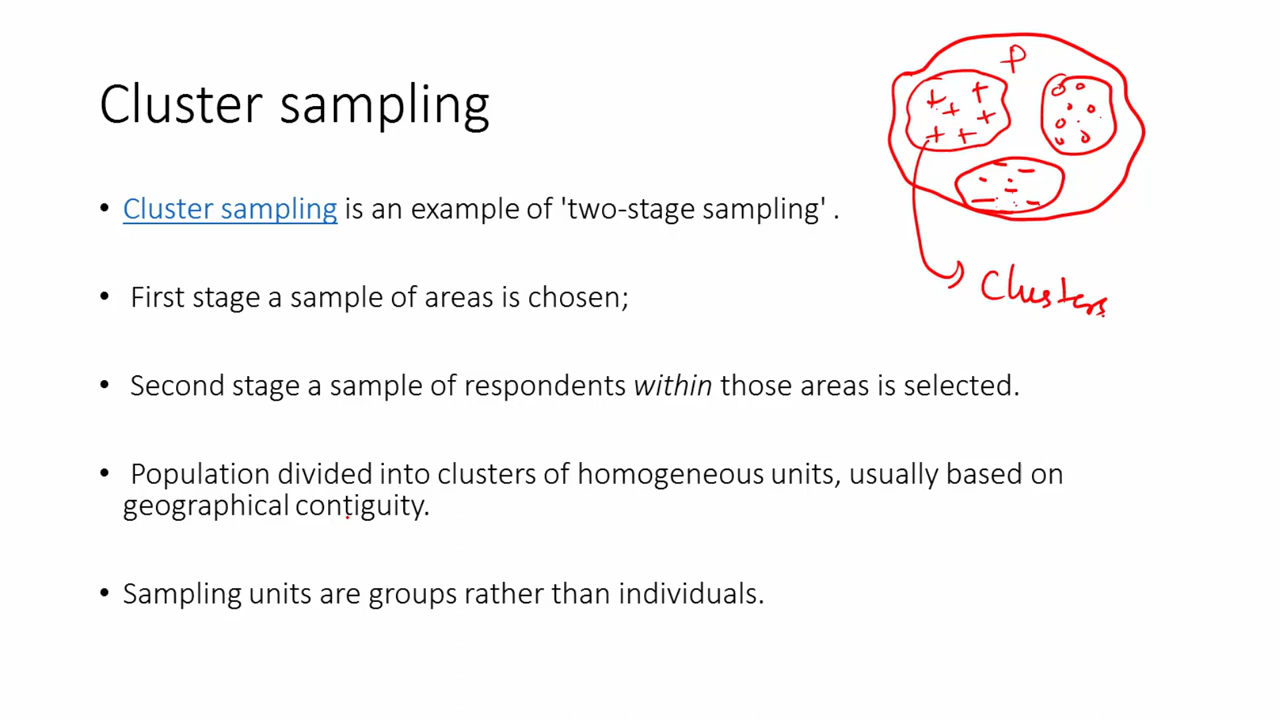 Cluster sampling
P
Clusters
• Cluster sampling is an example of 'two-stage sampling' .
• First stage a sample of areas is chosen;
• Second stage a sample of respondents within those areas is selected.
• Population divided into clusters of homogeneous units, usually based on
geographical contiguity.
• Sampling units are groups rather than individuals.